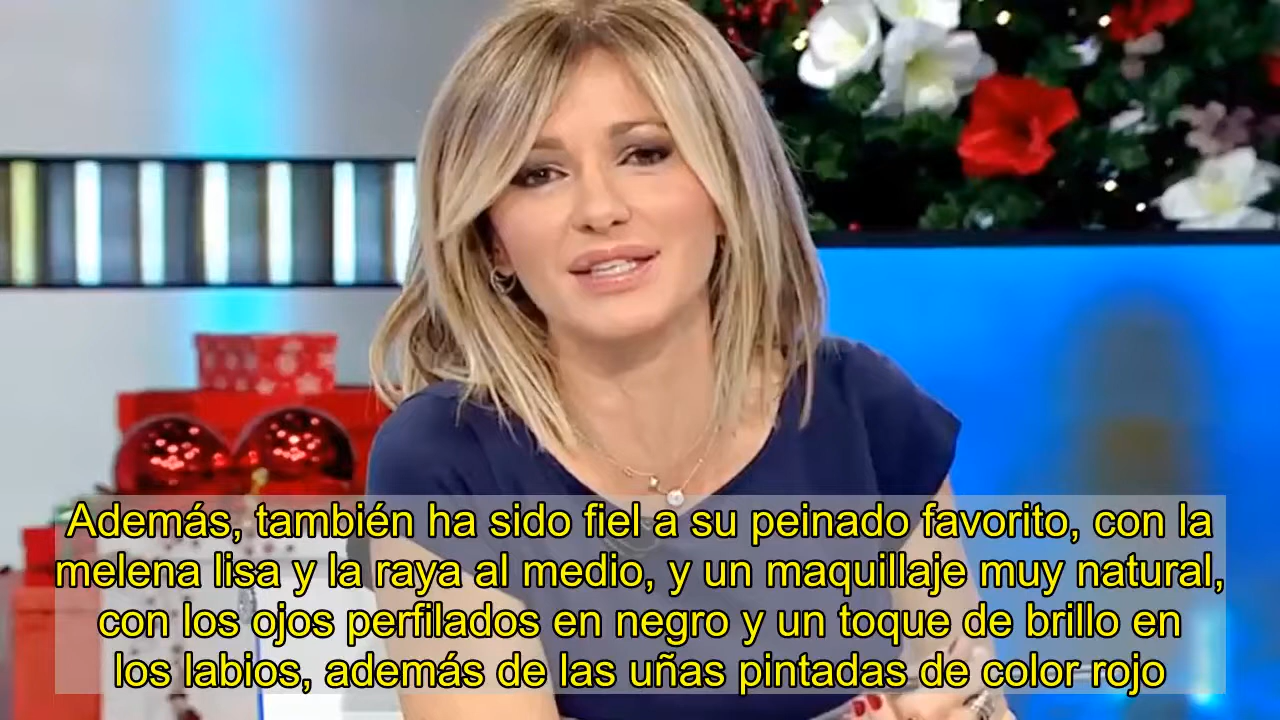 Además, también ha sido fiel a su peinado favorito, con la
melena lisa y la raya al medio, y un maquillaje muy natural,
con los ojos perfilados en negro y un toque de brillo en
los labios, además de las uñas pintadas de color rojo